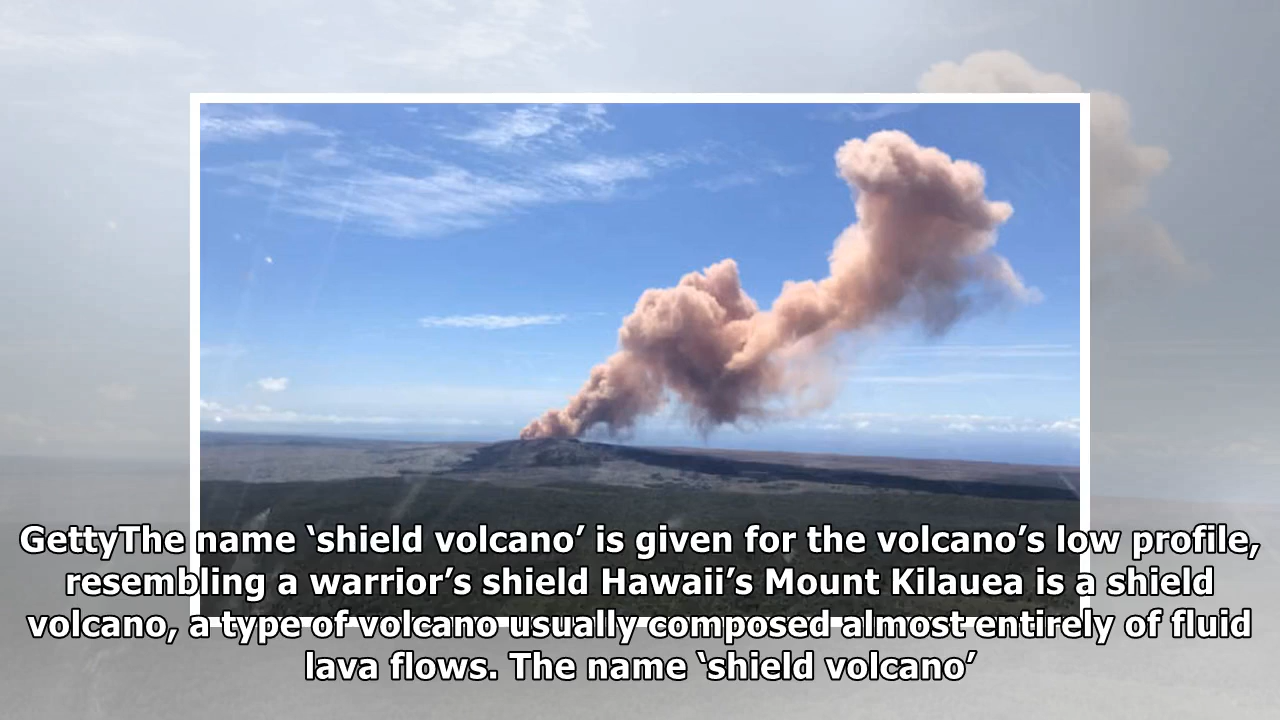 GettyThe name ‘shield volcano’ is given for the volcano’s low profile,
resembling a warrior’s shield Hawaii’s Mount Kilauea is a shield
volcano, a type of volcano usually composed almost entirely of fluid
lava flows. The name ‘shield volcano’